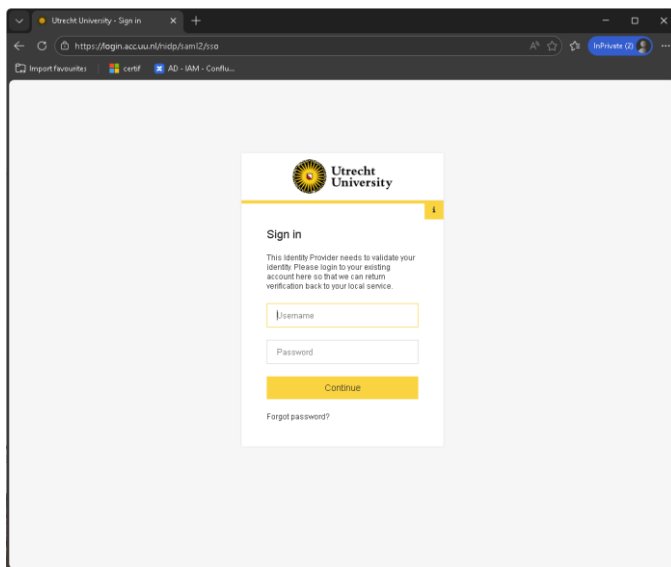 Utrecht University - Sign in
https://login.acc.uu.nl/nidp/saml2/sso
InPrivate (2)
Import favourites
certif
AD - IAM - Conflu...
Utrecht
University
i
Sign in
This Identity Provider needs to validate your
identity. Please login to your existing
account here so that we can return
verification back to your local service.
Username
Password
Continue
Forgot password?